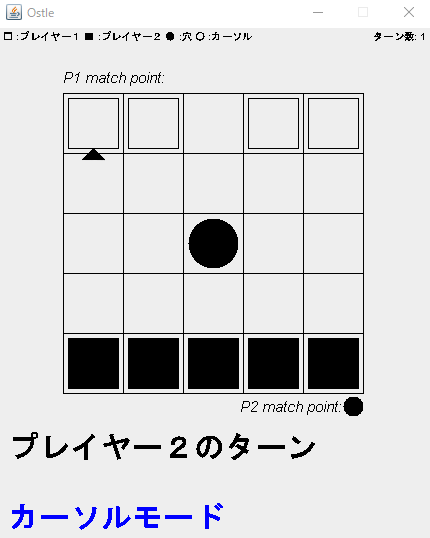 Ostle
□ :プレイヤー1 ■ :プレイヤー2 ● :穴 ○ :カーソル ターン数: 1
P1 match point:
P2 match point:
プレイヤー2のターン
カーソルモード